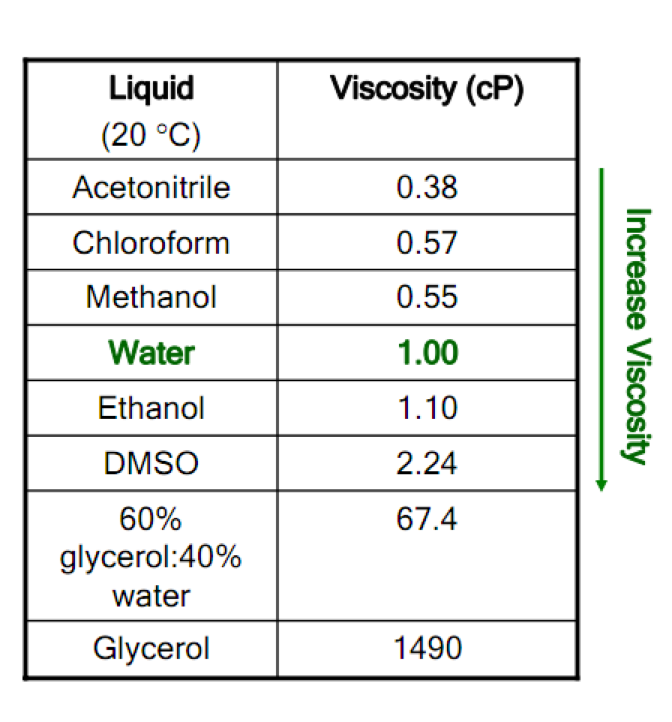 Liquid Viscosity (cP)
(20 °C)
Acetonitrile 0.38
Chloroform 0.57
Methanol 0.55
Water 1.00
Ethanol 1.10
DMSO 2.24
60% 67.4
glycerol:40%
water
Glycerol 1490
Increase Viscosity